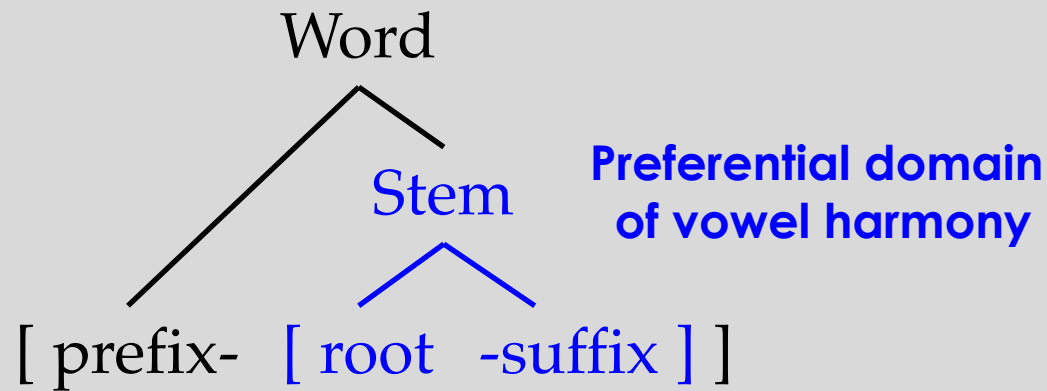 Word
Stem
Preferential domain
of vowel harmony
[ prefix- [ root -suffix ] ]